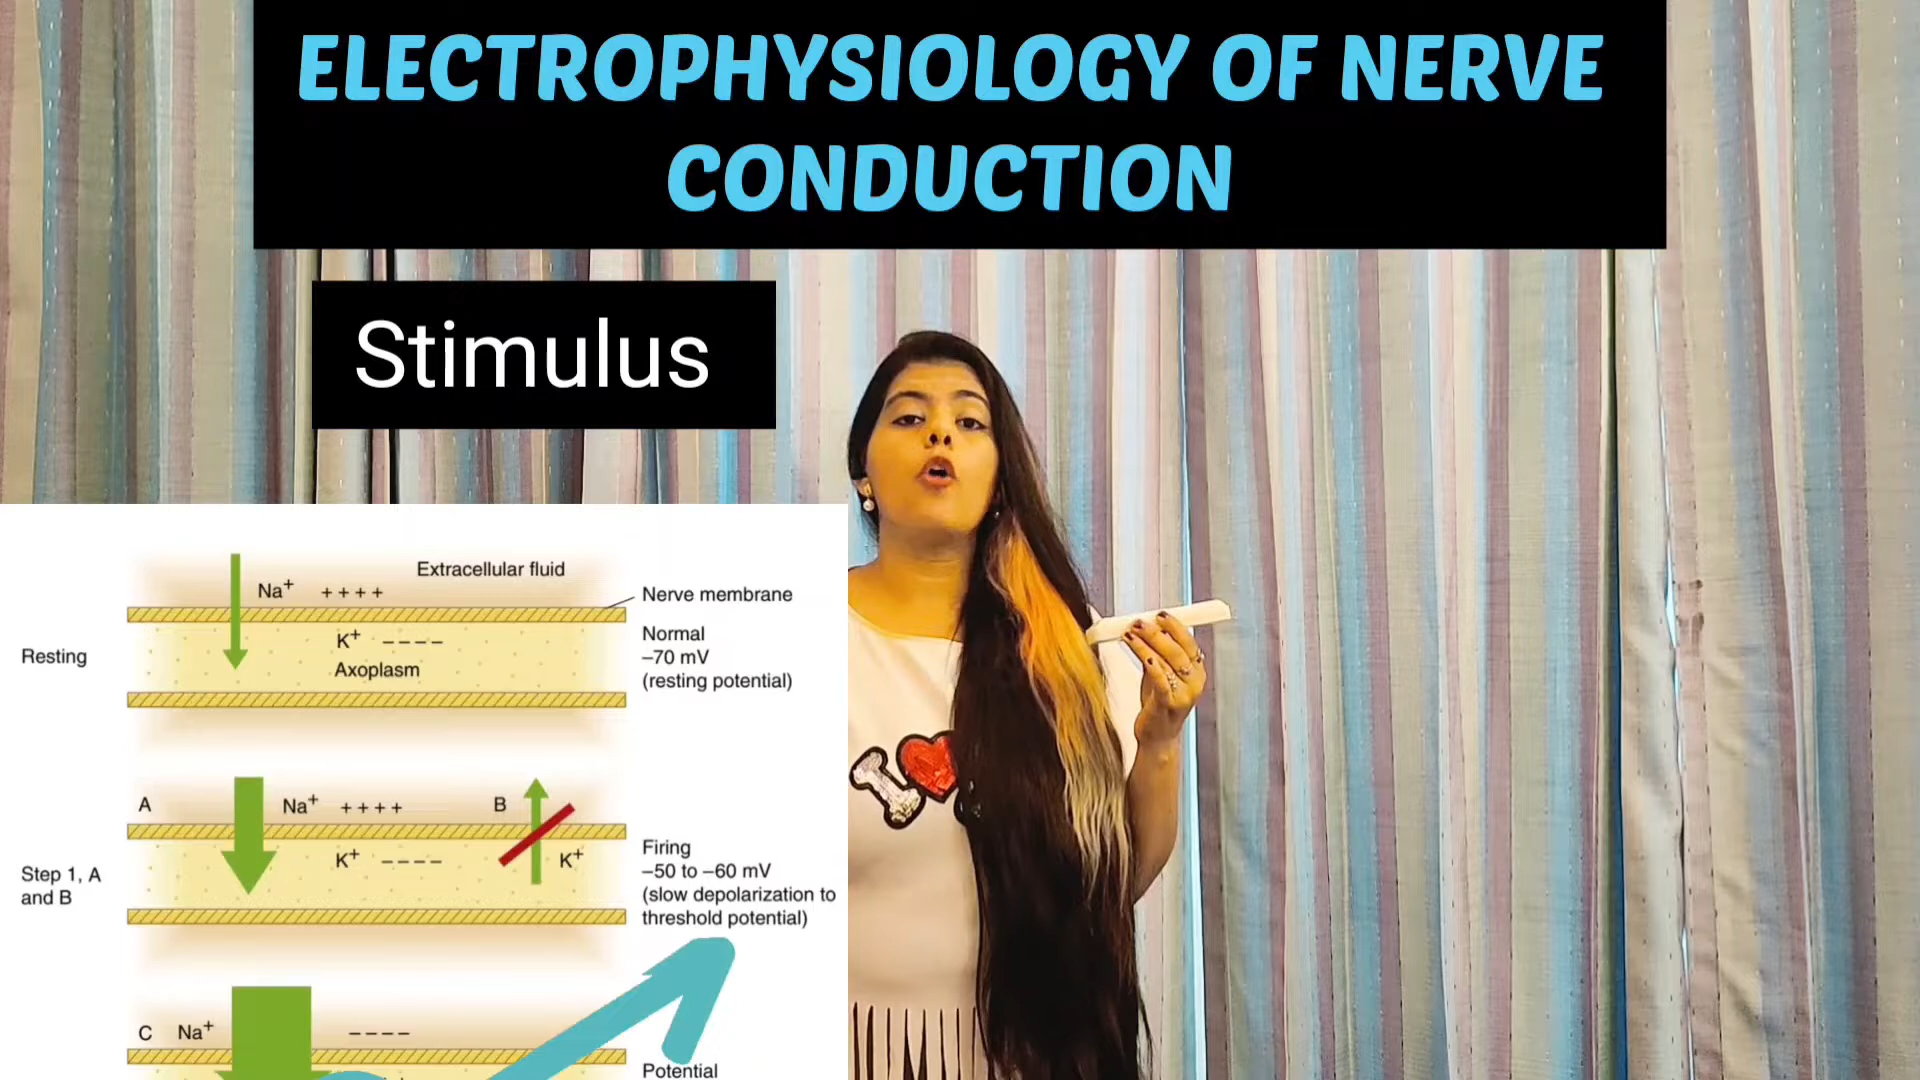 ELECTROPHYSIOLOGY OF NERVE
CONDUCTION
Stimulus
Extracellular fluid
Na+ ++++
Nerve membrane
K+ ----
Axoplasm
Resting
Normal
–70 mV
(resting potential)
A Na+ ++++ B
K+ ---- K+
Step 1, A
and B
Firing
–50 to –60 mV
(slow depolarization to
threshold potential)
C Na+ ----
Potential
I